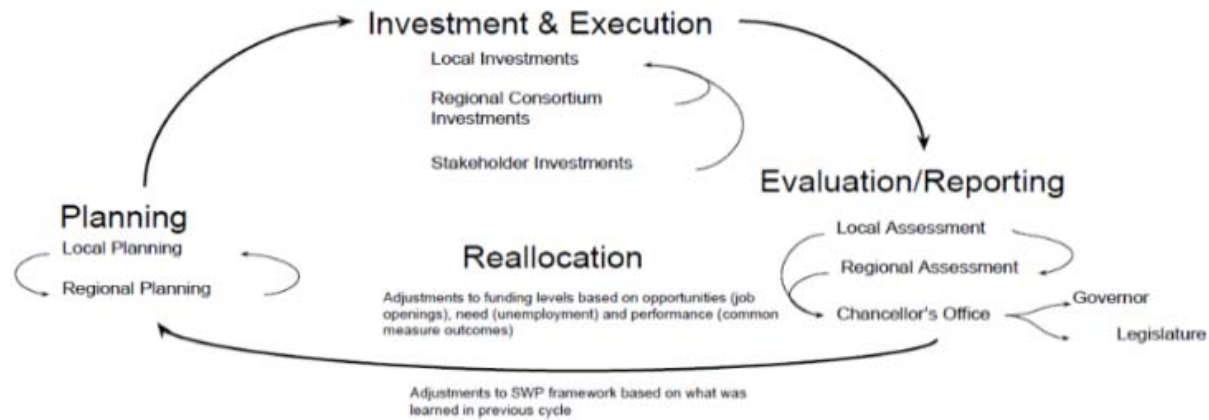 Investment & Execution
Local Investments
Regional Consortium
Investments
Stakeholder Investments
Evaluation/Reporting
Local Assessment
Regional Assessment
Chancellor's Office
Governor
Legislature
Planning
Local Planning
Regional Planning
Reallocation
Adjustments to funding levels based on opportunities (job
openings), need (unemployment) and performance (common
measure outcomes)
Adjustments to SWP framework based on what was
learned in previous cycle